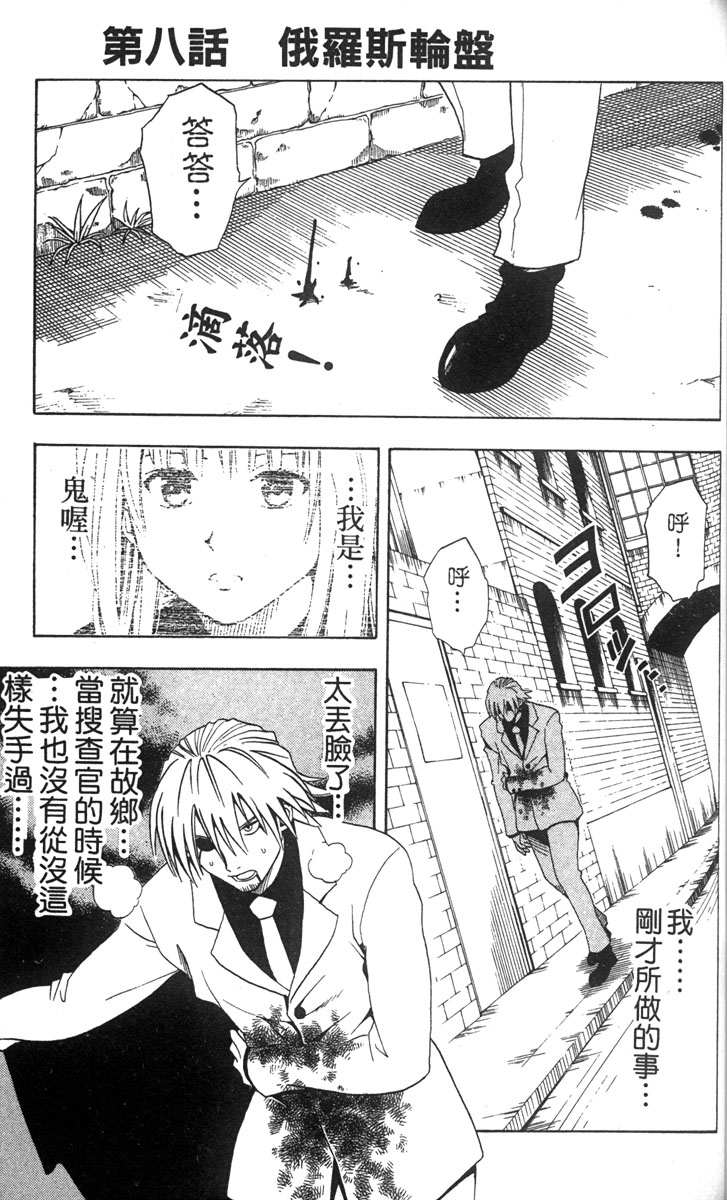 第八話 俄羅斯輪盤
答答…
滴落！
呼！
呼…
我……
剛才所做的事…
…我是…
鬼喔…
太丟臉了…
就算在故鄉…
當搜查官的時候
…我也沒有從沒這
樣失手過……